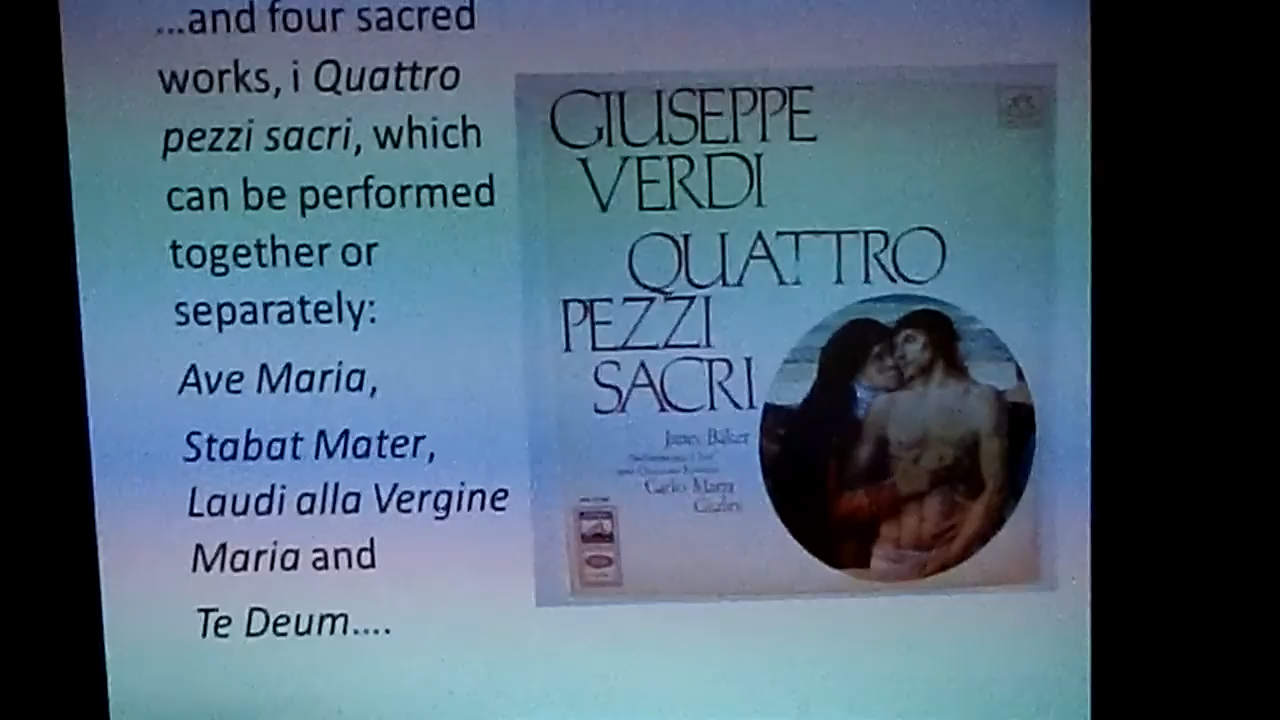 ...and four sacred
works, i Quattro
pezzi sacri, which
can be performed
together or
separately:
Ave Maria,
Stabat Mater,
Laudi alla Vergine
Maria and
Te Deum....
GIUSEPPE
VERDI
QUATTRO
PEZZI
SACRI
Janet Baker
Carlo Maria
Giulini